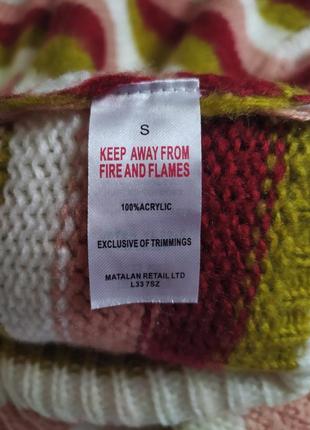 S
KEEP AWAY FROM
FIRE AND FLAMES
100%ACRYLIC
EXCLUSIVE OF TRIMMINGS
MATALAN RETAIL LTD
L33 7SZ